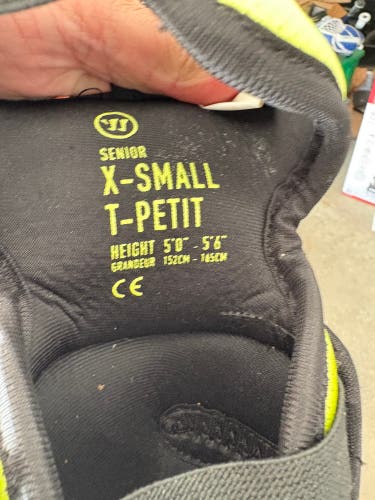 SENIOR
X-SMALL
T-PETIT
HEIGHT 5'0" - 5'6"
GRANDEUR 152CM - 165CM
CE